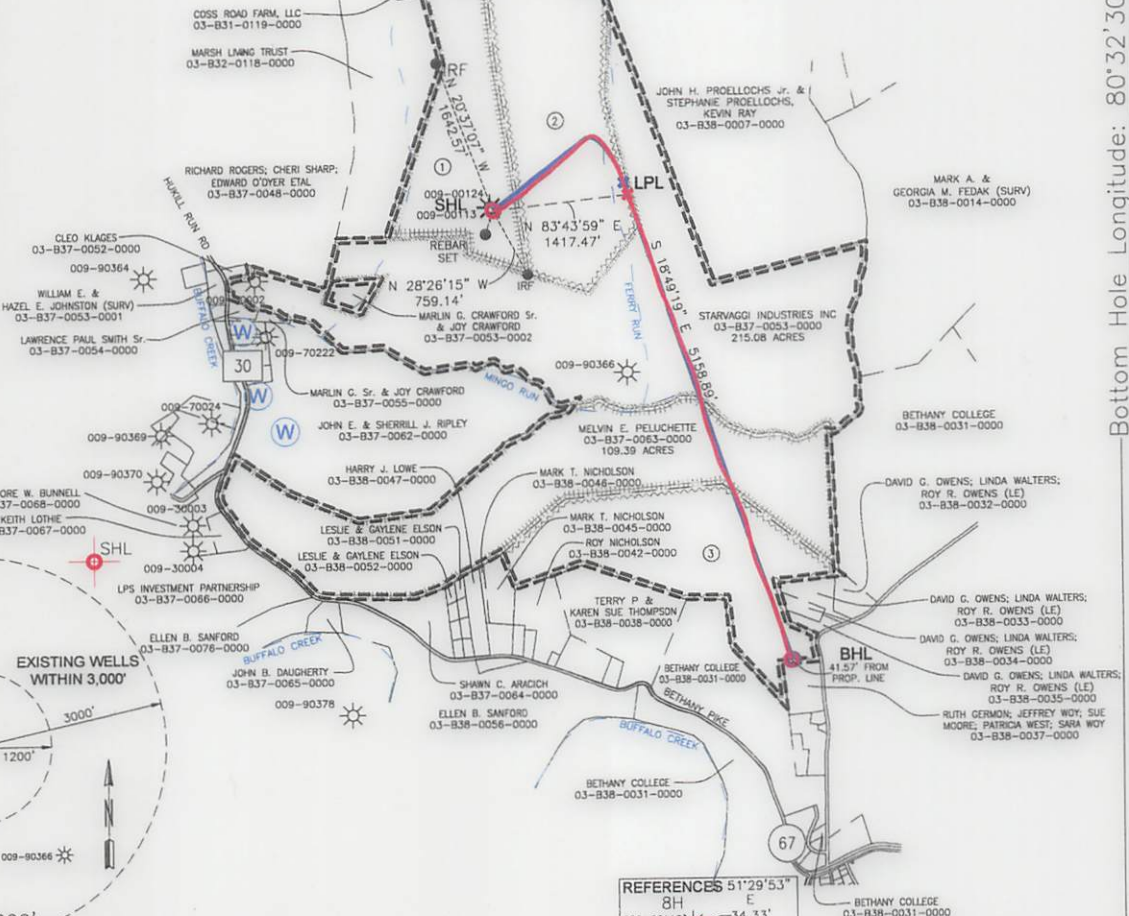 COSS ROAD FARM, LLC
03-B31-0119-0000
MARSH LIVING TRUST
03-B32-0118-0000
IRF
N 20°37'07" W
1642.57'
JOHN H. PROELLOCHS Jr. &
STEPHANIE PROELLOCHS,
KEVIN RAY
03-B38-0007-0000
Bottom Hole Longitude: 80°32'30
RICHARD ROGERS; CHERI SHARP;
EDWARD O'DYER ETAL
03-B37-0048-0000
HUKILL RUN RD
1
2
009-00124
SHL
009-00113
LPL
N 83°43'59" E
1417.47'
MARK A. &
GEORGIA M. FEDAK (SURV)
03-B38-0014-0000
CLEO KLAGES
03-B37-0052-0000
009-90364
REBAR
SET
IRF
N 28°26'15" W
759.14'
WILLIAM E. &
HAZEL E. JOHNSTON (SURV)
03-B37-0053-0001
LAWRENCE PAUL SMITH Sr.
03-B37-0054-0000
BUFFALO CREEK
W
30
009-70222
MARLIN G. CRAWFORD Sr.
& JOY CRAWFORD
03-B37-0053-0002
FERRY RUN
S 18°49'19" E 5158.89'
STARVAGGI INDUSTRIES INC
03-B37-0053-0000
215.08 ACRES
009-90366
MINGO RUN
MARLIN G. Sr. & JOY CRAWFORD
03-B37-0055-0000
W
W
009-70024
009-90369
009-90370
JOHN E. & SHERRILL J. RIPLEY
03-B37-0062-0000
MELVIN E. PELUCHETTE
03-B37-0063-0000
109.39 ACRES
BETHANY COLLEGE
03-B38-0031-0000
HARRY J. LOWE
03-B38-0047-0000
MARK T. NICHOLSON
03-B38-0046-0000
DAVID G. OWENS; LINDA WALTERS;
ROY R. OWENS (LE)
03-B38-0032-0000
ORE W. BUNNELL
37-0068-0000
KEITH LOTHIE
B37-0067-0000
009-30003
009-30004
LESLIE & GAYLENE ELSON
03-B38-0051-0000
LESLIE & GAYLENE ELSON
03-B38-0052-0000
MARK T. NICHOLSON
03-B38-0045-0000
ROY NICHOLSON
03-B38-0042-0000
3
SHL
LPS INVESTMENT PARTNERSHIP
03-B37-0066-0000
TERRY P &
KAREN SUE THOMPSON
03-B38-0038-0000
DAVID G. OWENS; LINDA WALTERS;
ROY R. OWENS (LE)
03-B38-0033-0000
ELLEN B. SANFORD
03-B37-0076-0000
BUFFALO CREEK
JOHN B. DAUGHERTY
03-B37-0065-0000
009-90378
SHAWN C. ARACICH
03-B37-0064-0000
ELLEN B. SANFORD
03-B38-0056-0000
BETHANY COLLEGE
03-B38-0031-0000
BETHANY PIKE
BHL
41.57' FROM
PROP. LINE
DAVID G. OWENS; LINDA WALTERS;
ROY R. OWENS (LE)
03-B38-0034-0000
DAVID G. OWENS; LINDA WALTERS;
ROY R. OWENS (LE)
03-B38-0035-0000
RUTH GERMON; JEFFREY WOY; SUE
MOORE; PATRICIA WEST; SARA WOY
03-B38-0037-0000
EXISTING WELLS
WITHIN 3,000'
3000'
1200'
N
009-90366
BUFFALO CREEK
BETHANY COLLEGE
03-B38-0031-0000
67
REFERENCES 51°29'53"
8H E
34.33'
BETHANY COLLEGE
03-B38-0031-0000